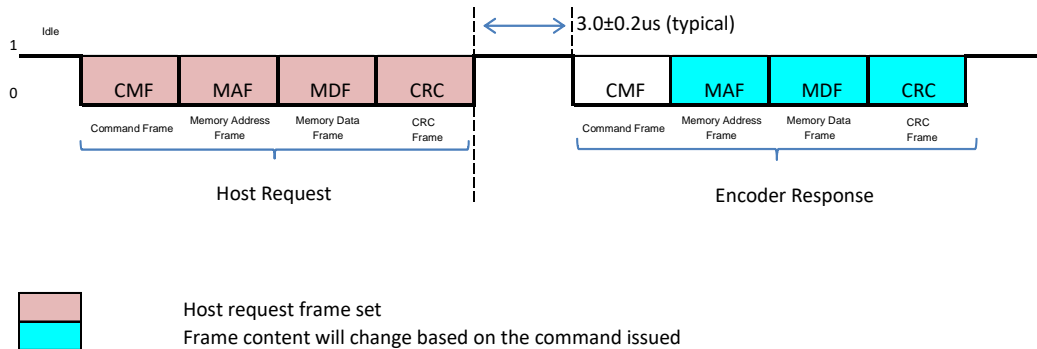 Idle
3.0±0.2us (typical)
1
0
CMF MAF MDF CRC CMF MAF MDF CRC
Command Frame Memory Address Frame Memory Data Frame CRC Frame Command Frame Memory Address Frame Memory Data Frame CRC Frame
Host Request Encoder Response
Host request frame set
Frame content will change based on the command issued